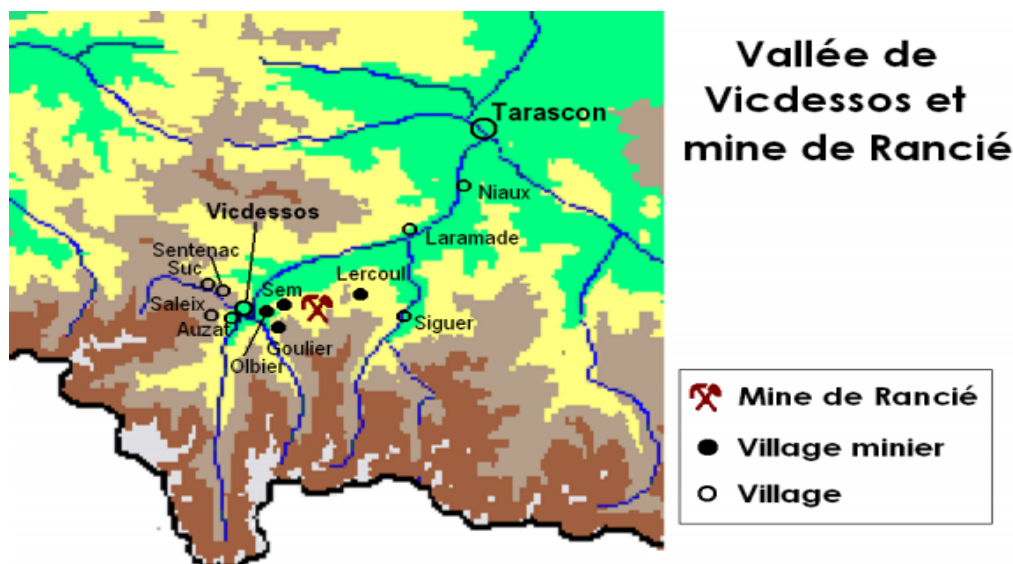 Vallée de
Vicdessos et
mine de Rancié
Tarascon
Niaux
Vicdessos
Laramade
Sentenac
Suc
Lercoul
Sem
Saleix
Siguer
Auzat
Goulier
Olbier
Mine de Rancié
Village minier
Village